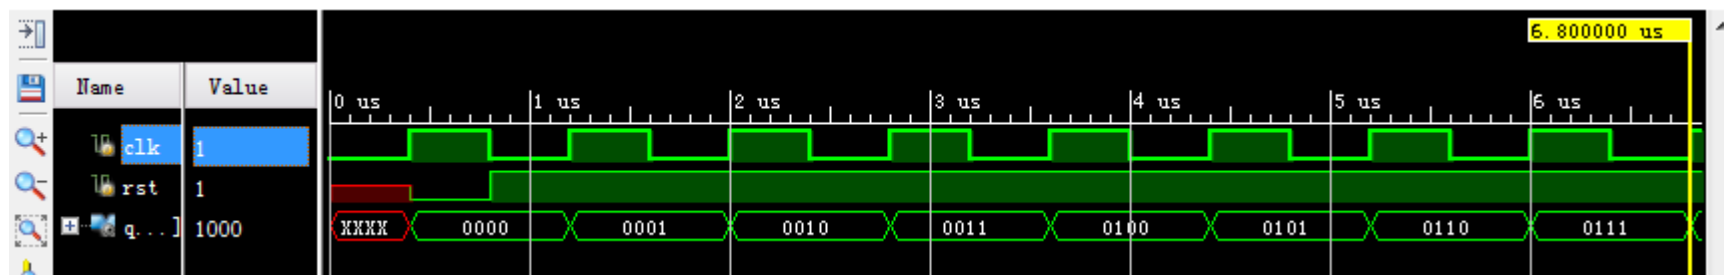 6.800000 us
Name Value
0 us 1 us 2 us 3 us 4 us 5 us 6 us
clk 1
rst 1
q...] 1000 XXXX 0000 0001 0010 0011 0100 0101 0110 0111